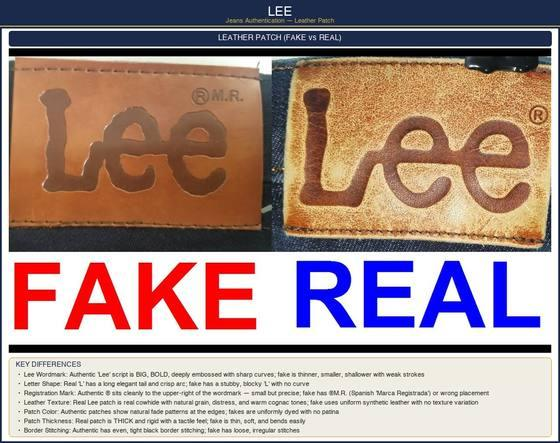 LEE
Jeans Authentication — Leather Patch
LEATHER PATCH (FAKE vs REAL)
Lee ® M.R.
Lee ®
FAKE REAL
KEY DIFFERENCES
• Lee Wordmark: Authentic 'Lee' script is BIG, BOLD, deeply embossed with sharp curves; fake is thinner, smaller, shallower with weak strokes
• Letter Shape: Real 'L' has a long elegant tail and crisp arc; fake has a stubby, blocky 'L' with no curve
• Registration Mark: Authentic ® sits cleanly to the upper-right of the wordmark — small but precise; fake has ®M.R. (Spanish 'Marca Registrada') or wrong placement
• Leather Texture: Real Lee patch is real cowhide with natural grain, distress, and warm cognac tones; fake uses uniform synthetic leather with no texture variation
• Patch Color: Authentic patches show natural fade patterns at the edges; fakes are uniformly dyed with no patina
• Patch Thickness: Real patch is THICK and rigid with a tactile feel; fake is thin, soft, and bends easily
• Border Stitching: Authentic has even, tight black border stitching; fake has loose, irregular stitches